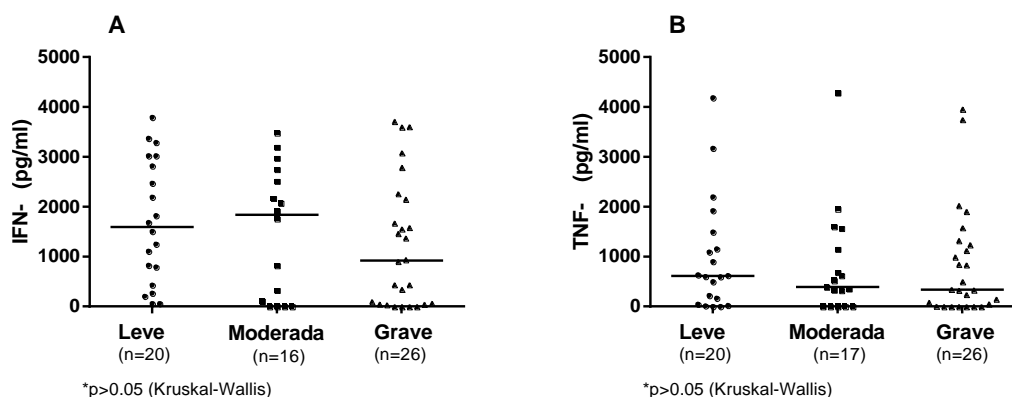 A
IFN- (pg/ml)
5000
4000
3000
2000
1000
0
Leve
(n=20)
Moderada
(n=16)
Grave
(n=26)
*p>0.05 (Kruskal-Wallis)
B
TNF- (pg/ml)
5000
4000
3000
2000
1000
0
Leve
(n=20)
Moderada
(n=17)
Grave
(n=26)
*p>0.05 (Kruskal-Wallis)